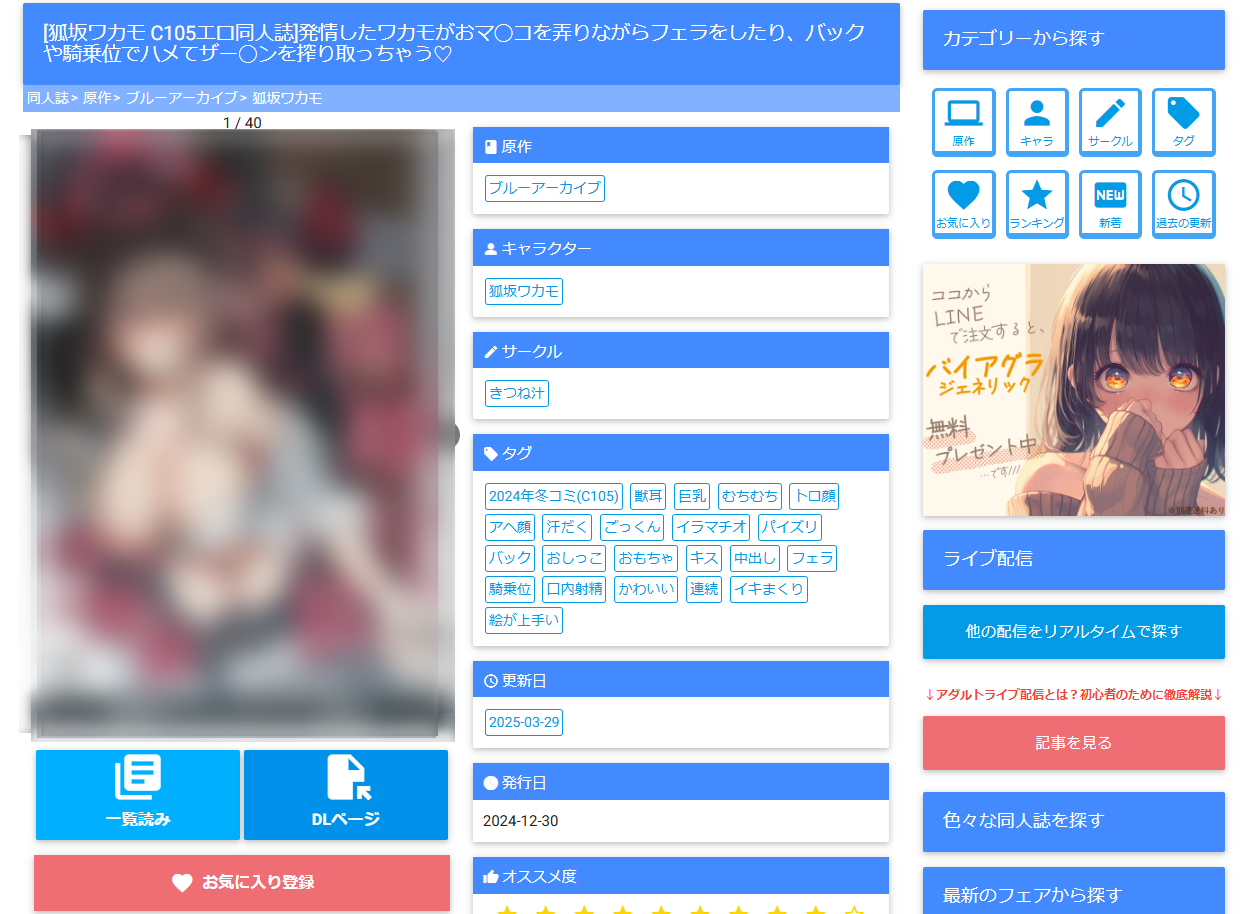 [狐坂ワカモ C105エロ同人誌]発情したワカモがおマ〇コを弄りながらフェラをしたり、バック
や騎乗位でハメてザー〇ンを搾り取っちゃう♡
同人誌> 原作> ブルーアーカイブ> 狐坂ワカモ
1 / 40
一覧読み
DLページ
お気に入り登録
原作
ブルーアーカイブ
キャラクター
狐坂ワカモ
サークル
きつね汁
タグ
2024年冬コミ(C105) 獣耳 巨乳 むちむち トロ顔
アヘ顔 汗だく ごっくん イラマチオ パイズリ
バック おしっこ おもちゃ キス 中出し フェラ
騎乗位 口内射精 かわいい 連続 イキまくり
絵が上手い
更新日
2025-03-29
発行日
2024-12-30
オススメ度
カテゴリーから探す
原作 キャラ サークル タグ
NEW
お気に入り ランキング 新着 過去の更新
ココから
LINE
で注文すると、
バイアグラ
ジェネリック
無料
プレゼント中
…です///
※別途送料あり
ライブ配信
他の配信をリアルタイムで探す
↓アダルトライブ配信とは？初心者のために徹底解説↓
記事を見る
色々な同人誌を探す
最新のフェアから探す